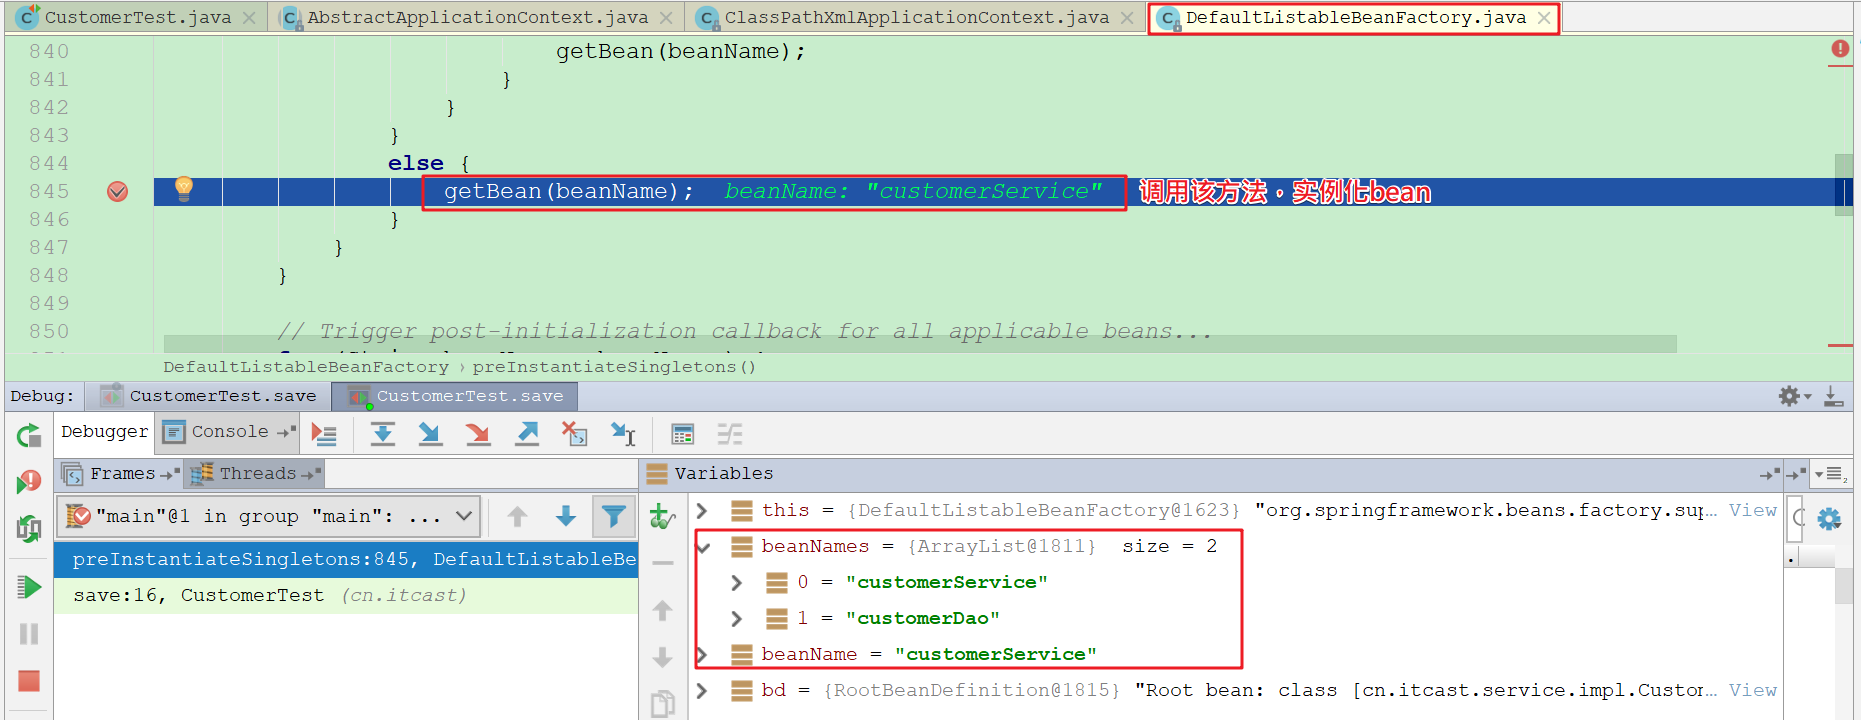 CustomerTest.java AbstractApplicationContext.java ClassPathXmlApplicationContext.java DefaultListableBeanFactory.java
840 getBean(beanName);
841 }
842 }
843 }
844 else {
845 getBean(beanName); beanName: "customerService" 调用该方法，实例化bean
846 }
847 }
848 }
849
850 // Trigger post-initialization callback for all applicable beans...
DefaultListableBeanFactory › preInstantiateSingletons()
Debug: CustomerTest.save CustomerTest.save
Debugger Console
Frames Threads Variables
"main"@1 in group "main": ...
this = {DefaultListableBeanFactory@1623} "org.springframework.beans.factory.sup... View
beanNames = {ArrayList@1811} size = 2
preInstantiateSingletons:845, DefaultListableBe
0 = "customerService"
save:16, CustomerTest (cn.itcast)
1 = "customerDao"
beanName = "customerService"
bd = {RootBeanDefinition@1815} "Root bean: class [cn.itcast.service.impl.Custom... View